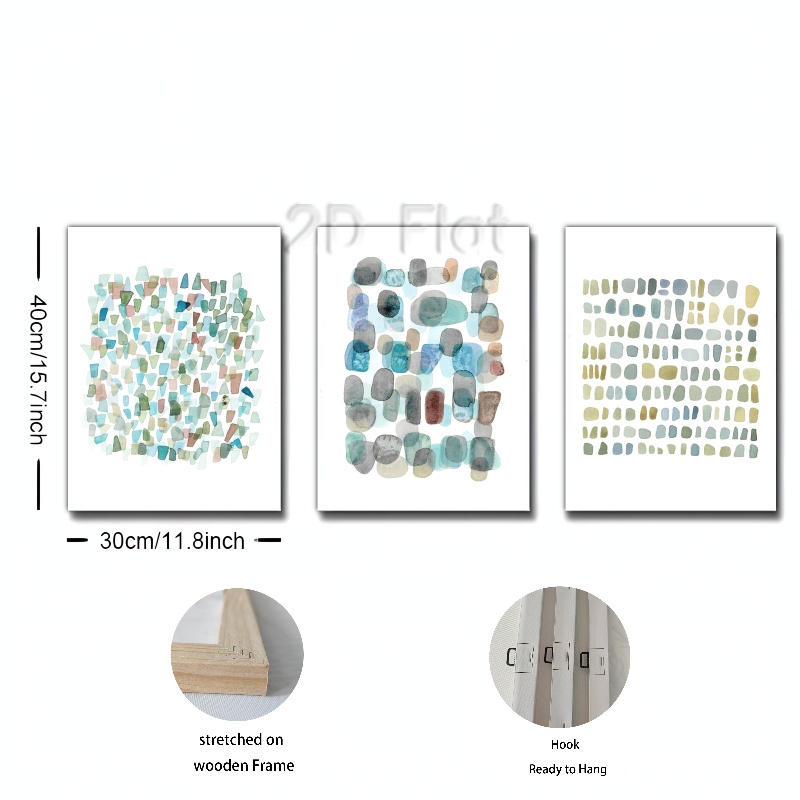 2D Flat
40cm/15.7inch
30cm/11.8inch
stretched on
wooden Frame
Hook
Ready to Hang